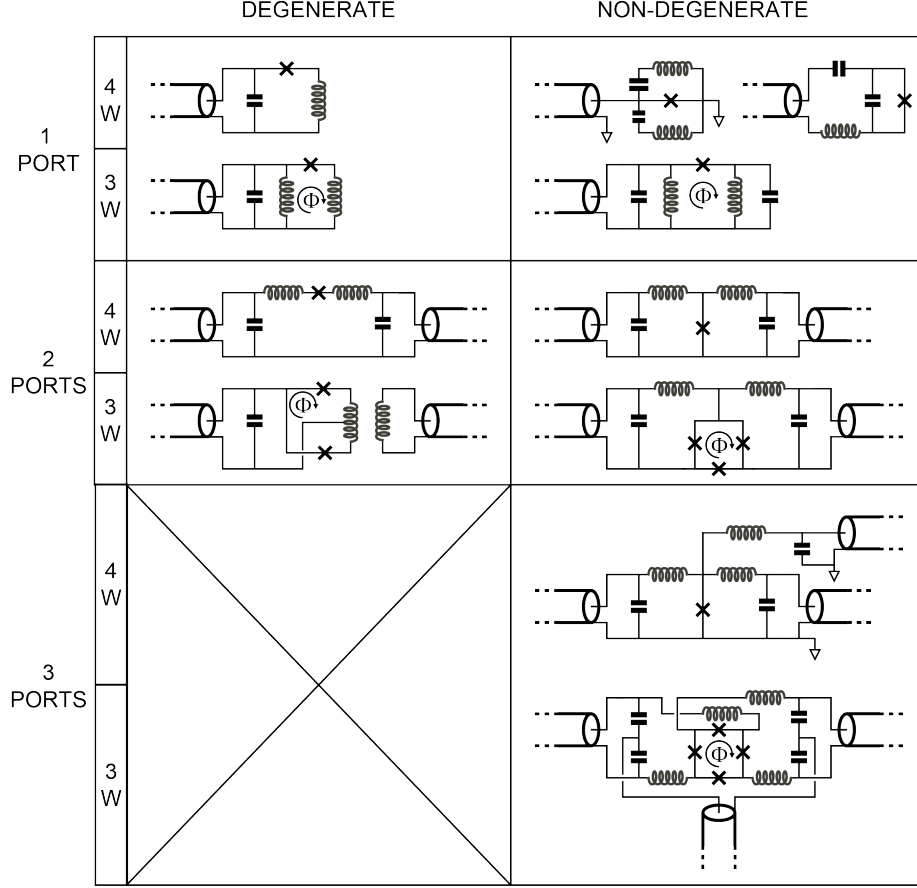 DEGENERATE
NON-DEGENERATE
1
PORT
4
W
3
W
Φ
Φ
2
PORTS
4
W
3
W
Φ
Φ
3
PORTS
4
W
3
W
Φ